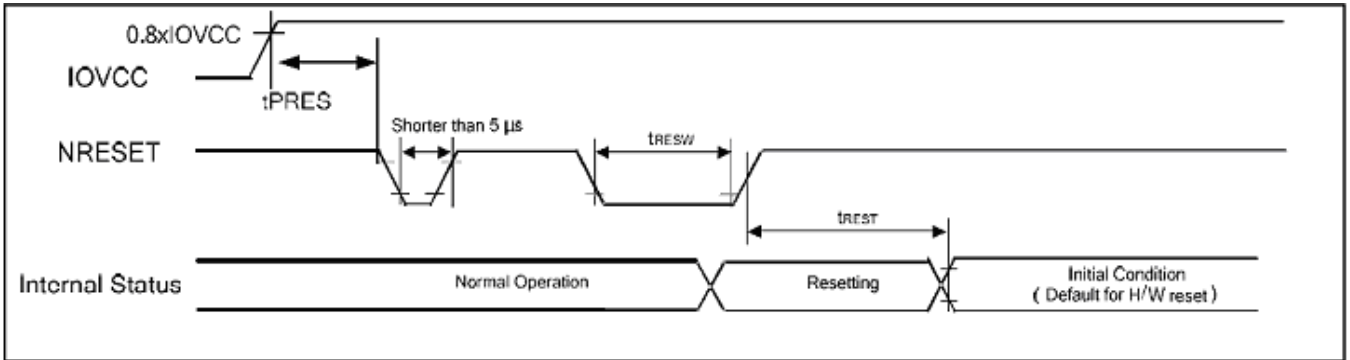 0.8xIOVCC
IOVCC
tPRES
Shorter than 5 µs
NRESET
tRESW
tREST
Internal Status
Normal Operation
Resetting
Initial Condition
( Default for H/W reset )